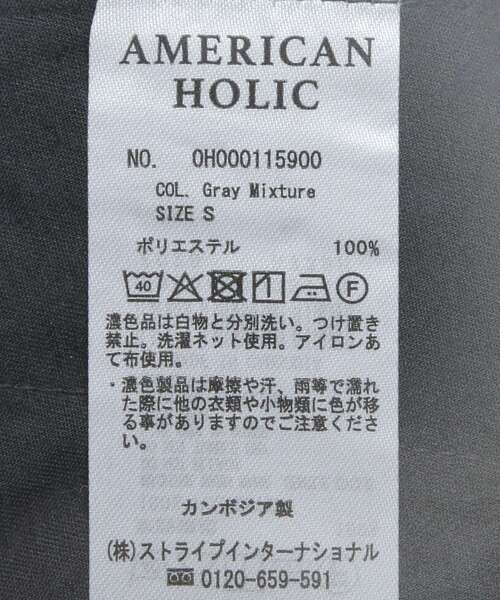 AMERICAN
HOLIC
NO. 0H000115900
COL. Gray Mixture
SIZE S
ポリエステル 100%
40 F
濃色品は白物と分別洗い。つけ置き
禁止。洗濯ネット使用。アイロンあ
て布使用。
・濃色製品は摩擦や汗、雨等で濡れ
た際に他の衣類や小物類に色が移
る事がありますのでご注意くださ
い。
カンボジア製
(株)ストライプインターナショナル
0120-659-591